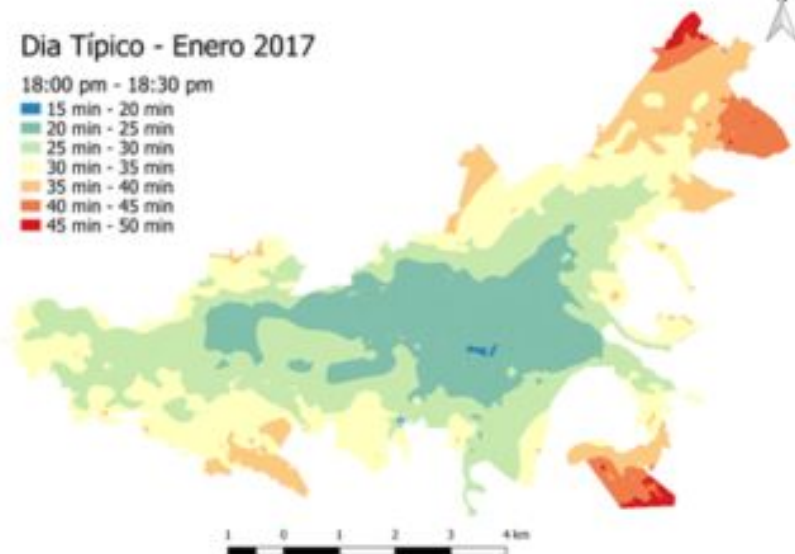 Dia Típico - Enero 2017
18:00 pm - 18:30 pm
15 min - 20 min
20 min - 25 min
25 min - 30 min
30 min - 35 min
35 min - 40 min
40 min - 45 min
45 min - 50 min
1 0 1 2 3 4 km